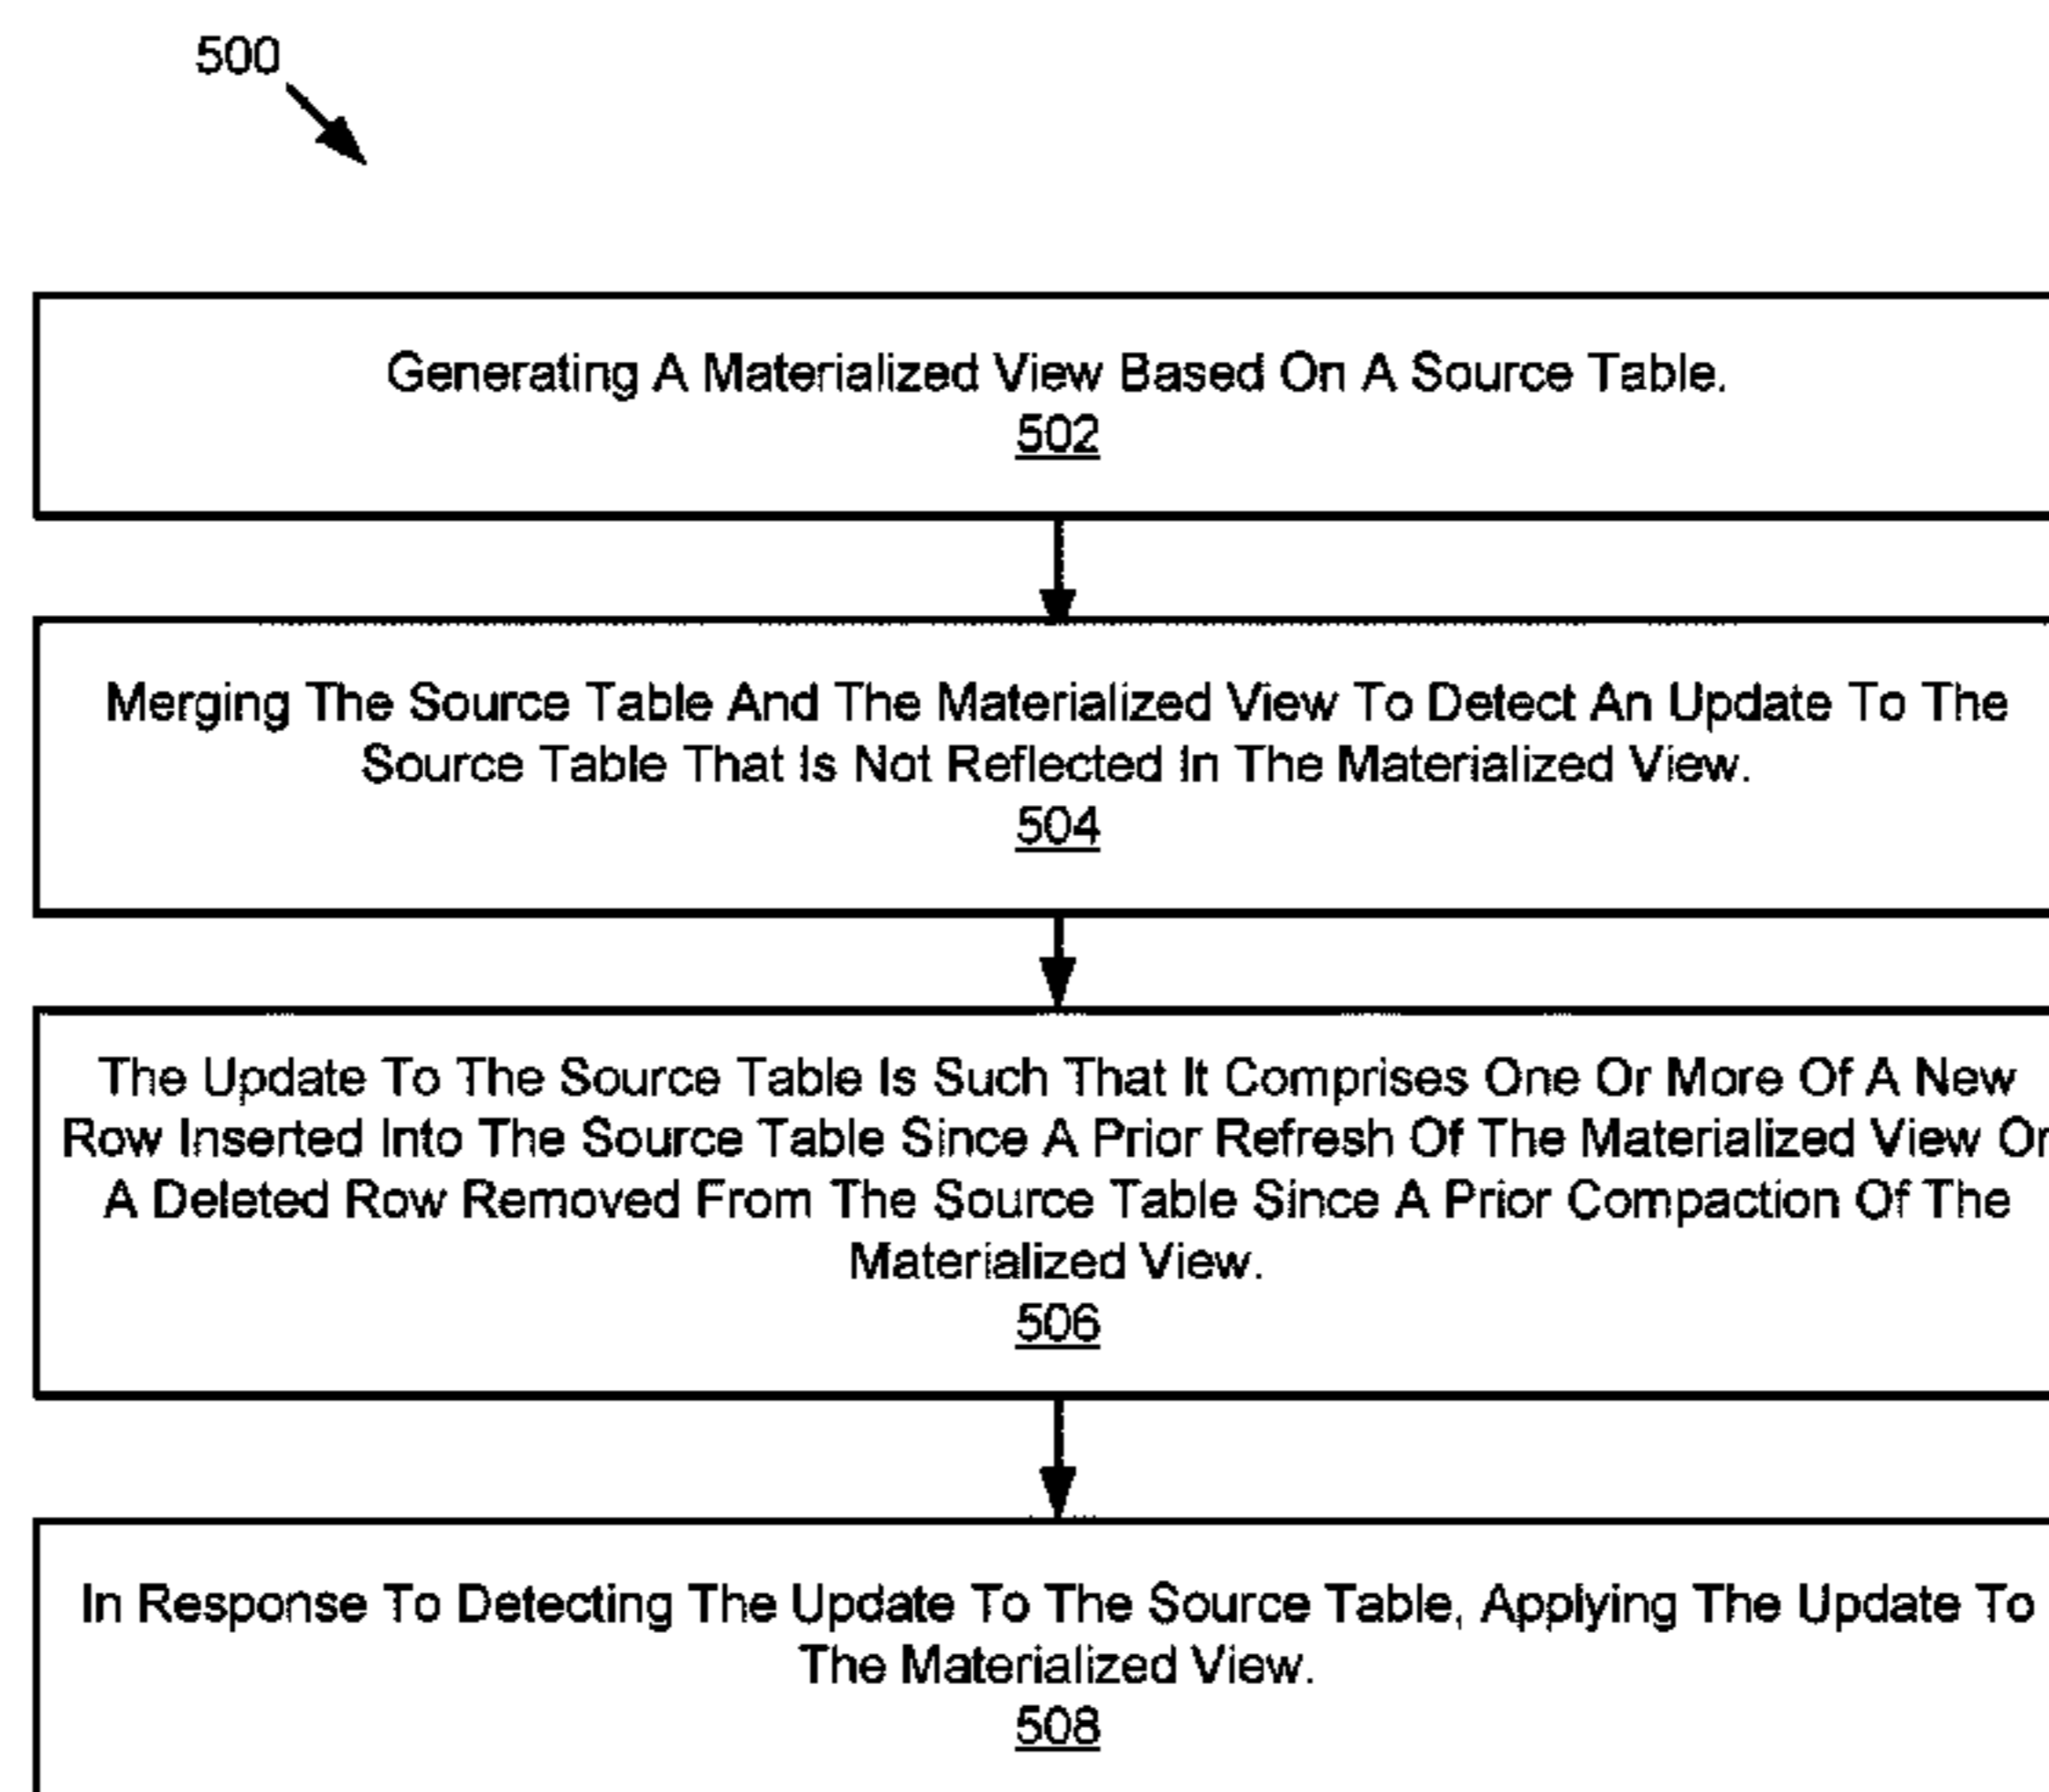 500
Generating A Materialized View Based On A Source Table.
502
Merging The Source Table And The Materialized View To Detect An Update To The
Source Table That Is Not Reflected In The Materialized View.
504
The Update To The Source Table Is Such That It Comprises One Or More Of A New
Row Inserted Into The Source Table Since A Prior Refresh Of The Materialized View Or
A Deleted Row Removed From The Source Table Since A Prior Compaction Of The
Materialized View.
506
In Response To Detecting The Update To The Source Table, Applying The Update To
The Materialized View.
508